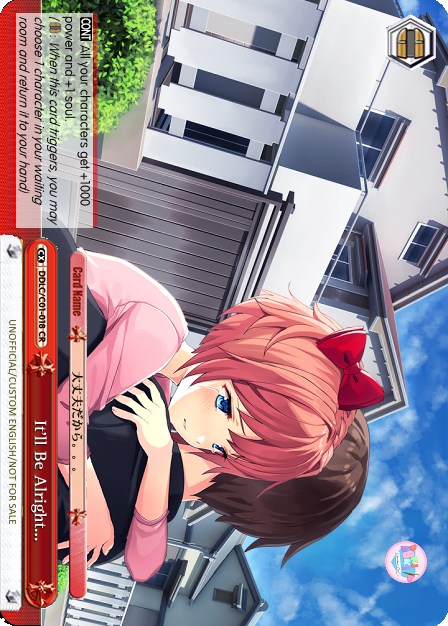 CONT All your characters get +1000
power and +1 soul.
( : When this card triggers, you may
choose 1 character in your waiting
room and return it to your hand)
Card Name
大丈夫だから。。。
CX DDLC/C01-018 CR
It'll Be Alright...
UNOFFICIAL/CUSTOM ENGLISH/NOT FOR SALE